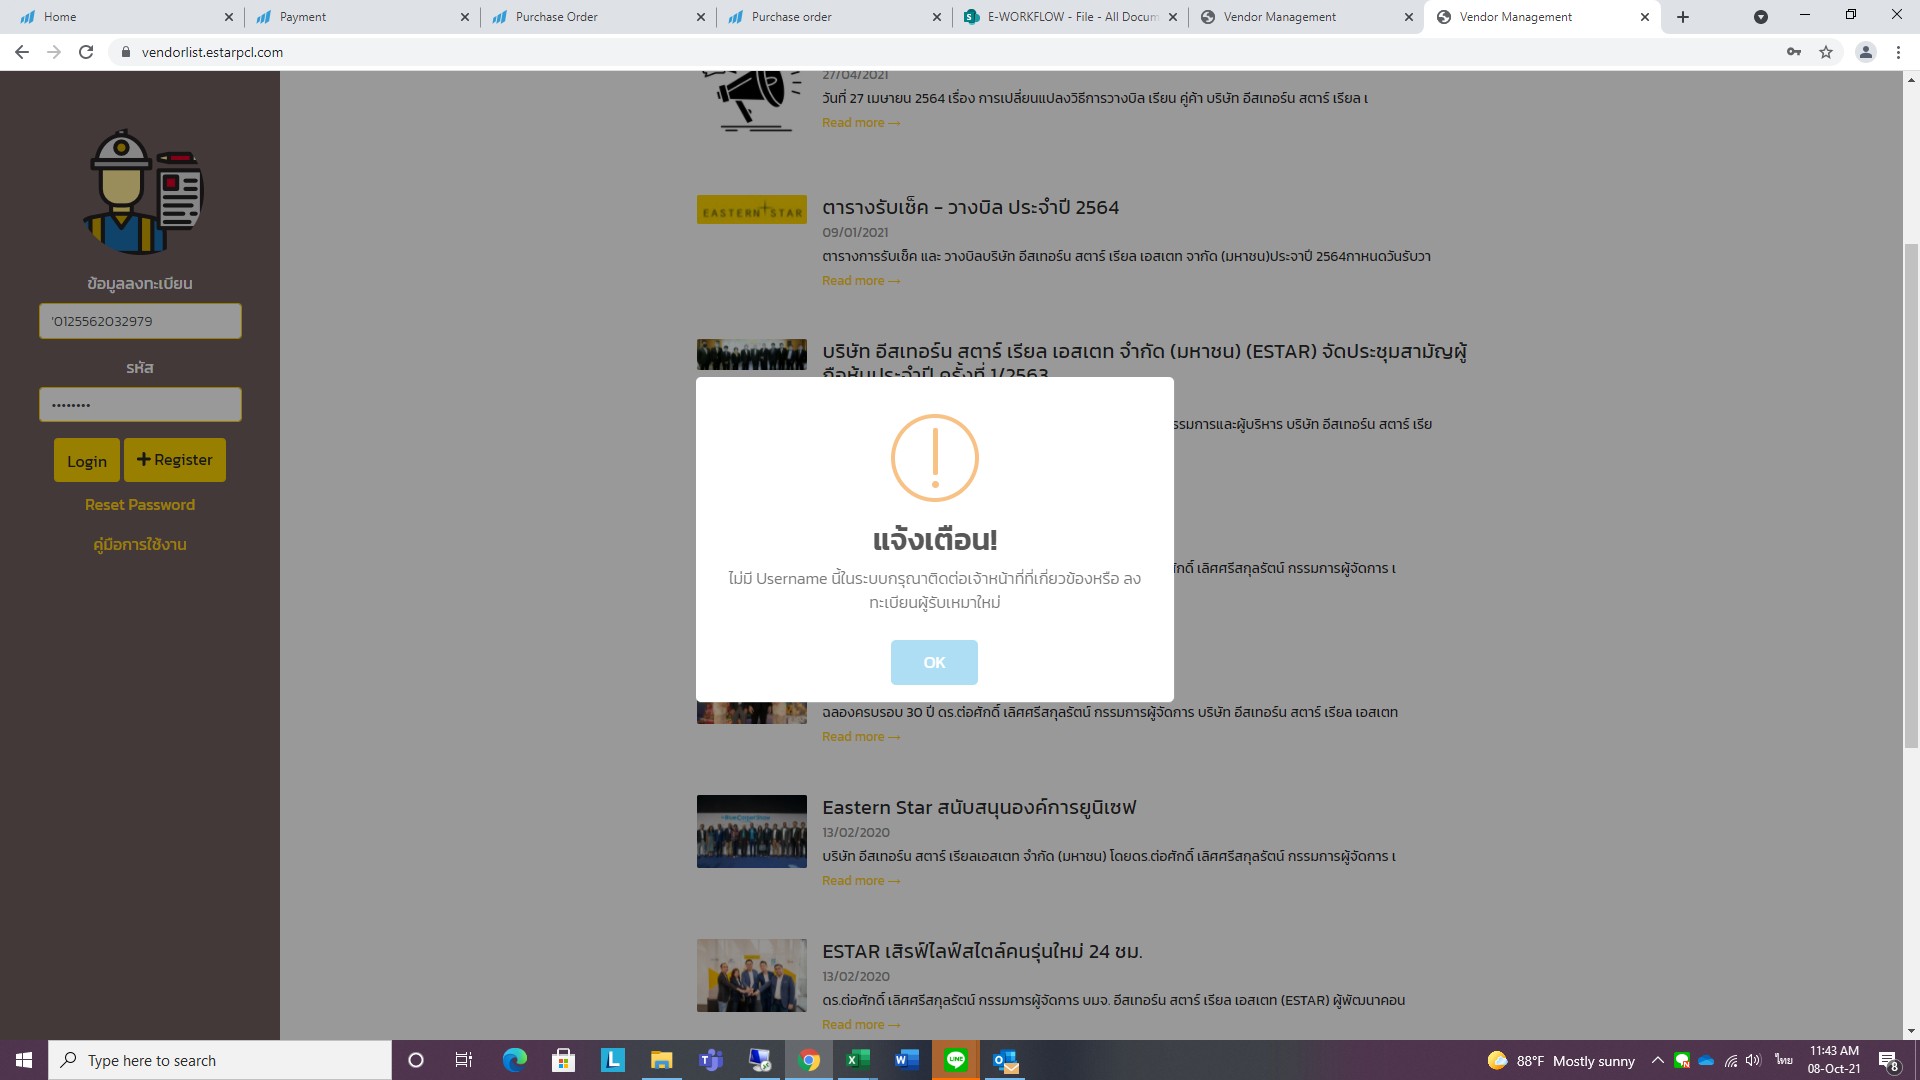 Home
Payment
Purchase Order
Purchase order
E-WORKFLOW - File - All Docum
Vendor Management
Vendor Management
vendorlist.estarpcl.com
ข้อมูลลงทะเบียน
'0125562032979
รหัส
••••••••
Login
Register
Reset Password
คู่มือการใช้งาน
27/04/2021
วันที่ 27 เมษายน 2564 เรื่อง การเปลี่ยนแปลงวิธีการวางบิล เรียน คู่ค้า บริษัท อีสเทอร์น สตาร์ เรียล เ
Read more →
EASTERN STAR
ตารางรับเช็ค - วางบิล ประจำปี 2564
09/01/2021
ตารางการรับเช็ค และ วางบิลบริษัท อีสเทอร์น สตาร์ เรียล เอสเตท จากัด (มหาชน)ประจาปี 2564กาหนดวันรับวา
Read more →
บริษัท อีสเทอร์น สตาร์ เรียล เอสเตท จำกัด (มหาชน) (ESTAR) จัดประชุมสามัญผู้
ถือหุ้นประจำปี ครั้งที่ 1/2563
รรมการและผู้บริหาร บริษัท อีสเทอร์น สตาร์ เรีย
แจ้งเตือน!
ไม่มี Username นี้ในระบบกรุณาติดต่อเจ้าหน้าที่ที่เกี่ยวข้องหรือ ลง
ทะเบียนผู้รับเหมาใหม่
OK
กดิ์ เลิศศรีสกุลรัตน์ กรรมการผู้จัดการ เ
ฉลองครบรอบ 30 ปี ดร.ต่อศักดิ์ เลิศศรีสกุลรัตน์ กรรมการผู้จัดการ บริษัท อีสเทอร์น สตาร์ เรียล เอสเตท
Read more →
Eastern Star สนับสนุนองค์การยูนิเซฟ
13/02/2020
บริษัท อีสเทอร์น สตาร์ เรียลเอสเตท จำกัด (มหาชน) โดยดร.ต่อศักดิ์ เลิศศรีสกุลรัตน์ กรรมการผู้จัดการ เ
Read more →
ESTAR เสิรฟ์ไลฟ์สไตล์คนรุ่นใหม่ 24 ชม.
13/02/2020
ดร.ต่อศักดิ์ เลิศศรีสกุลรัตน์ กรรมการผู้จัดการ บมจ. อีสเทอร์น สตาร์ เรียล เอสเตท (ESTAR) ผู้พัฒนาคอน
Read more →
Type here to search
88°F Mostly sunny
ไทย
11:43 AM
08-Oct-21
8